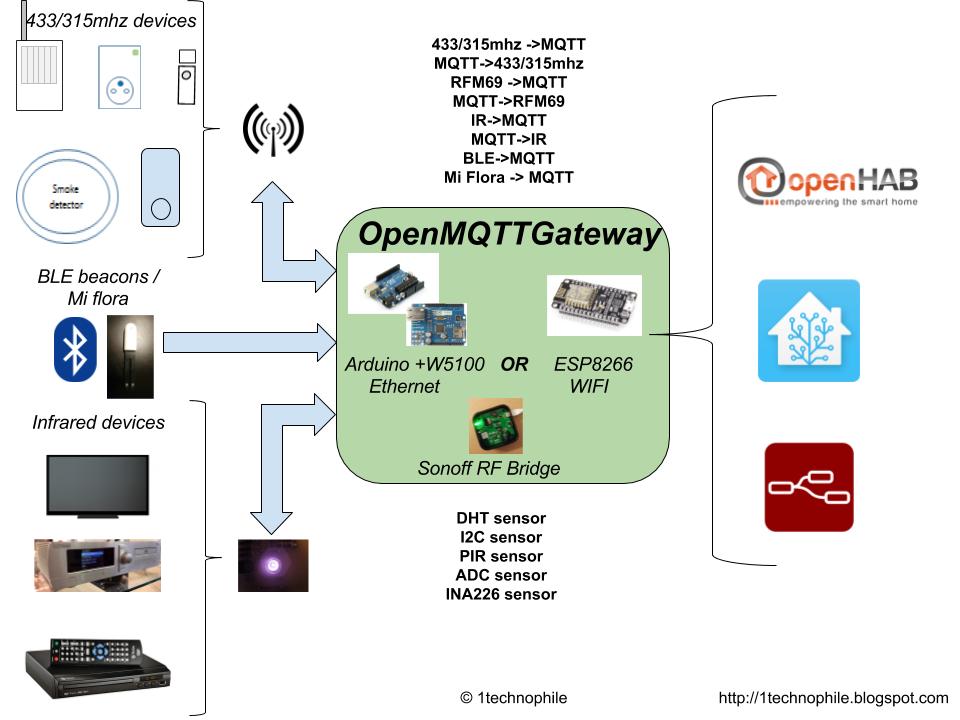 433/315mhz devices
Smoke
detector
BLE beacons /
Mi flora
Infrared devices
433/315mhz ->MQTT
MQTT->433/315mhz
RFM69 ->MQTT
MQTT->RFM69
IR->MQTT
MQTT->IR
BLE->MQTT
Mi Flora -> MQTT
OpenMQTTGateway
Arduino +W5100 OR ESP8266
Ethernet WIFI
Sonoff RF Bridge
DHT sensor
I2C sensor
PIR sensor
ADC sensor
INA226 sensor
openHAB
empowering the smart home
© 1technophile
http://1technophile.blogspot.com